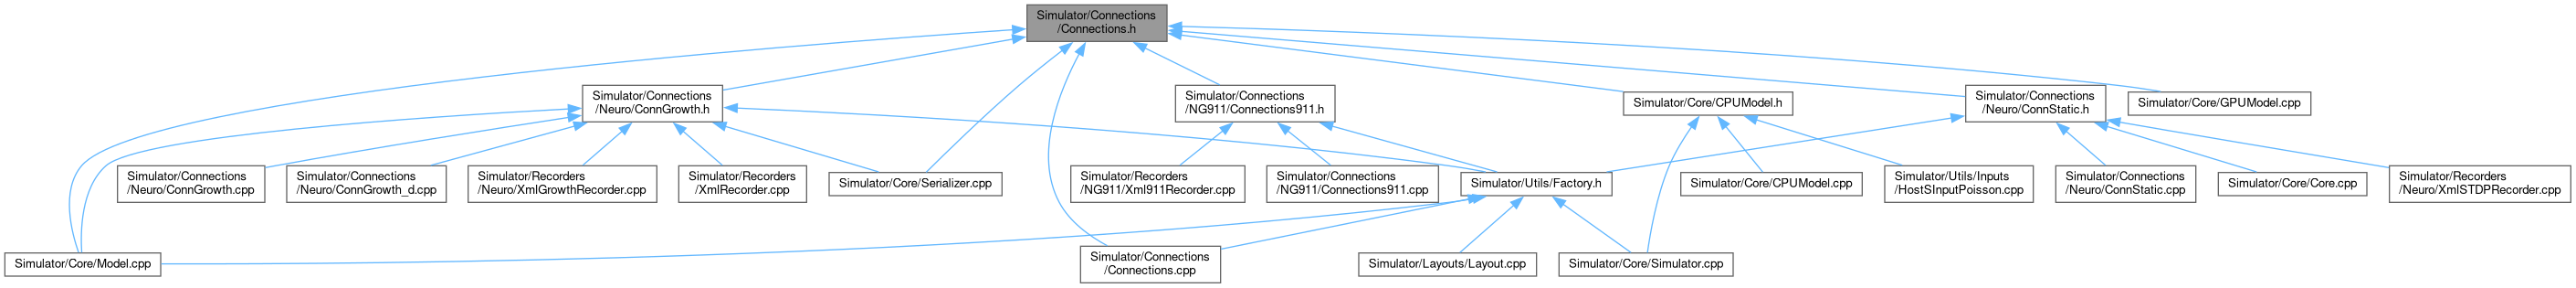 Simulator/Connections
/Connections.h
Simulator/Connections
/Neuro/ConnGrowth.h
Simulator/Connections
/NG911/Connections911.h
Simulator/Core/CPUModel.h
Simulator/Connections
/Neuro/ConnStatic.h
Simulator/Core/GPUModel.cpp
Simulator/Connections
/Neuro/ConnGrowth.cpp
Simulator/Connections
/Neuro/ConnGrowth_d.cpp
Simulator/Recorders
/Neuro/XmlGrowthRecorder.cpp
Simulator/Recorders
/XmlRecorder.cpp
Simulator/Core/Serializer.cpp
Simulator/Recorders
/NG911/Xml911Recorder.cpp
Simulator/Connections
/NG911/Connections911.cpp
Simulator/Utils/Factory.h
Simulator/Core/CPUModel.cpp
Simulator/Utils/Inputs
/HostSInputPoisson.cpp
Simulator/Connections
/Neuro/ConnStatic.cpp
Simulator/Core/Core.cpp
Simulator/Recorders
/Neuro/XmlSTDPRecorder.cpp
Simulator/Core/Model.cpp
Simulator/Connections
/Connections.cpp
Simulator/Layouts/Layout.cpp
Simulator/Core/Simulator.cpp